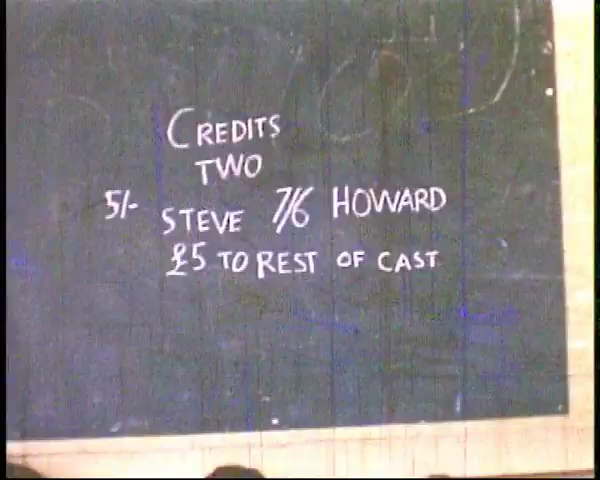 CREDITS
TWO
5/- STEVE 7/6 HOWARD
£5 TO REST OF CAST